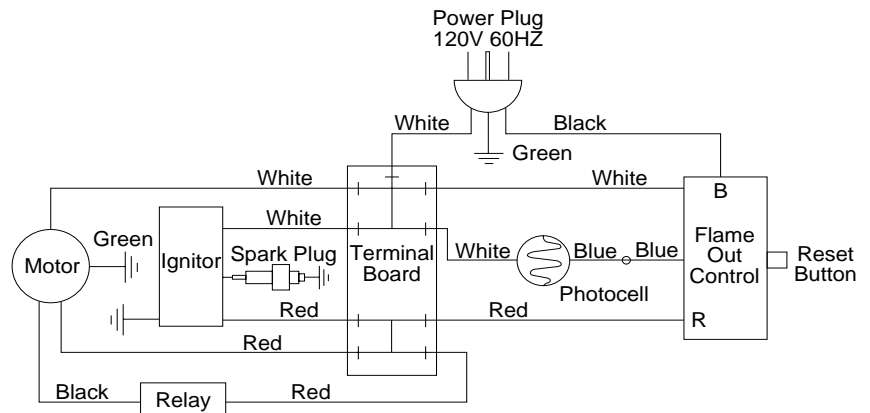 Power Plug
120V 60HZ
White
Black
Green
White
White
B
White
Green
Motor
Ignitor
Spark Plug
Terminal
Board
White
Blue
Blue
Photocell
Flame
Out
Control
Reset
Button
Red
Red
R
Red
Black
Relay
Red